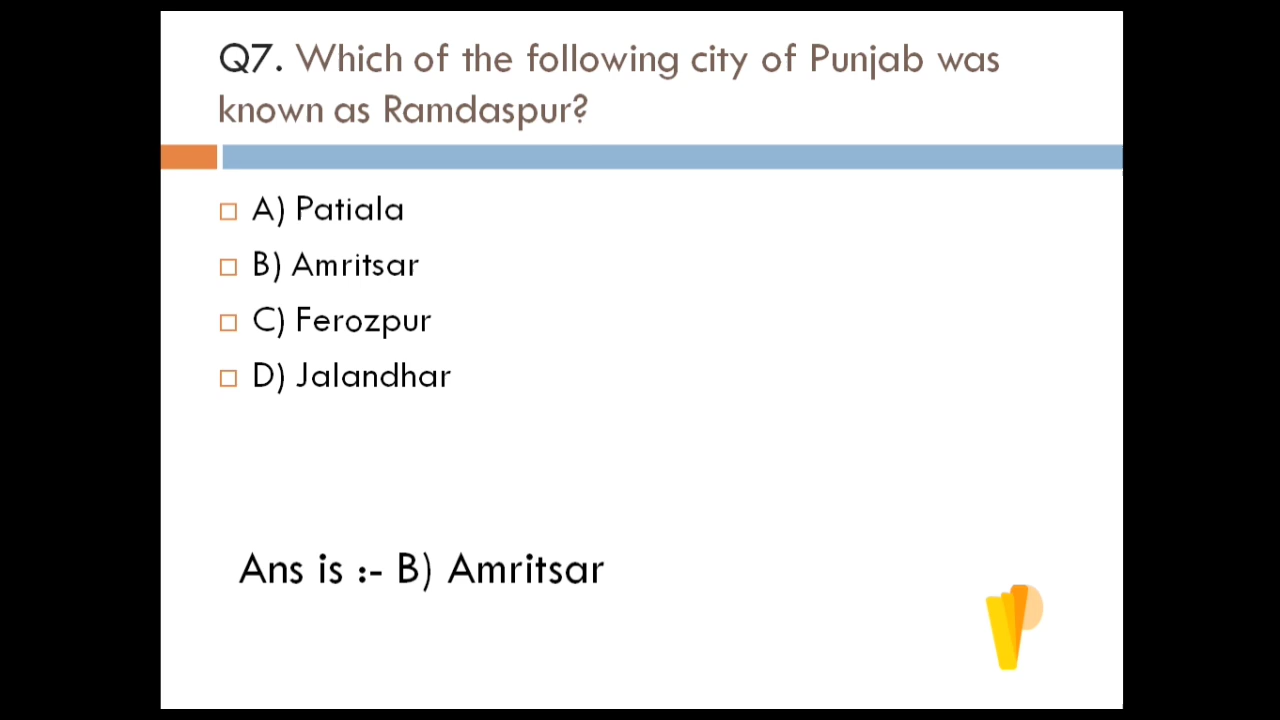 Q7. Which of the following city of Punjab was
known as Ramdaspur?
A) Patiala
B) Amritsar
C) Ferozpur
D) Jalandhar
Ans is :- B) Amritsar